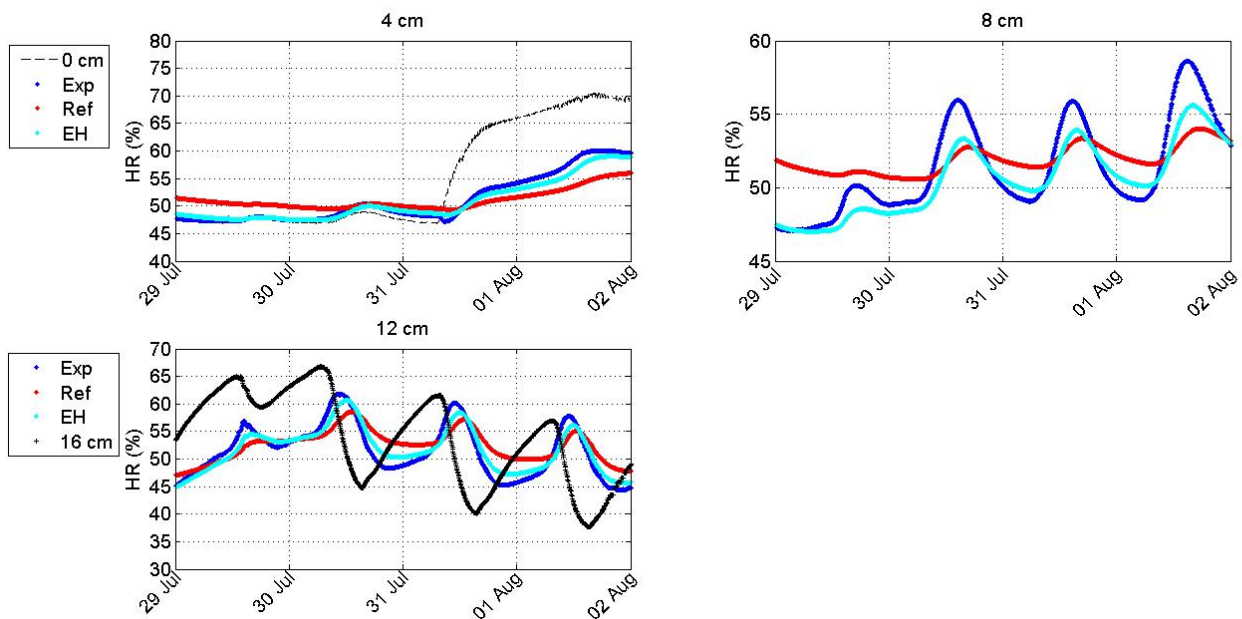 4 cm
0 cm
Exp
Ref
EH
HR (%)
80
75
70
65
60
55
50
45
40
29 Jul
30 Jul
31 Jul
01 Aug
02 Aug
8 cm
HR (%)
60
55
50
45
29 Jul
30 Jul
31 Jul
01 Aug
02 Aug
12 cm
Exp
Ref
EH
16 cm
HR (%)
70
65
60
55
50
45
40
35
30
29 Jul
30 Jul
31 Jul
01 Aug
02 Aug